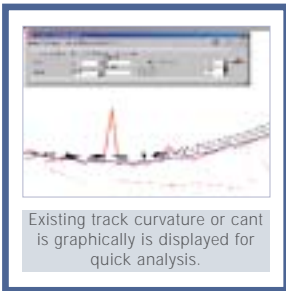 Existing track curvature or cant
is graphically is displayed for
quick analysis.